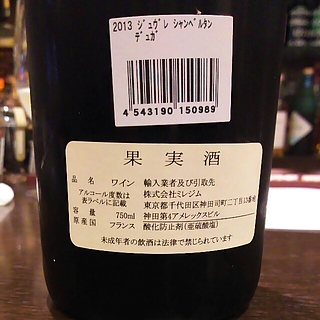 2013 ジュヴレ シャンベルタン
デュガ
4 543190 150989
果実酒
品名 ワイン 輸入業者及び引取先
アルコール度数は 株式会社ミレジム
表ラベルに記載 東京都千代田区神田司町二丁目13番地
容量 750ml 神田第4アメレックスビル
原産国 フランス 酸化防止剤(亜硫酸塩)
未成年者の飲酒は法律で禁じられています